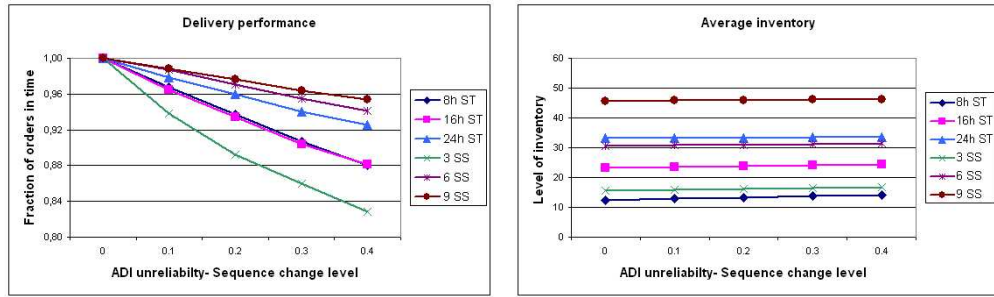 Delivery performance
Fraction of orders in time
1,00
0,96
0,92
0,88
0,84
0,80
0
0.1
0.2
0.3
0.4
ADI unreliabilty- Sequence change level
8h ST
16h ST
24h ST
3 SS
6 SS
9 SS
Average inventory
Level of inventory
60
50
40
30
20
10
0
0
0.1
0.2
0.3
0.4
ADI unreliabilty- Sequence change level
8h ST
16h ST
24h ST
3 SS
6 SS
9 SS